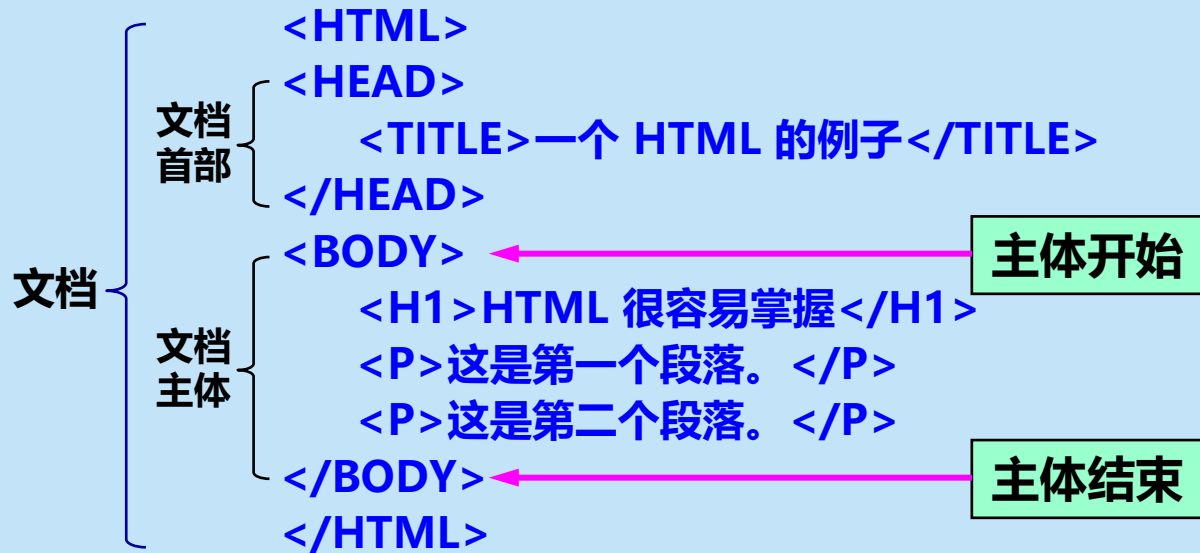 <HTML>
<HEAD>
文档
首部
<TITLE>一个 HTML 的例子</TITLE>
</HEAD>
<BODY>
主体开始
文档
<H1>HTML 很容易掌握</H1>
文档
主体
<P>这是第一个段落。</P>
<P>这是第二个段落。</P>
</BODY>
主体结束
</HTML>